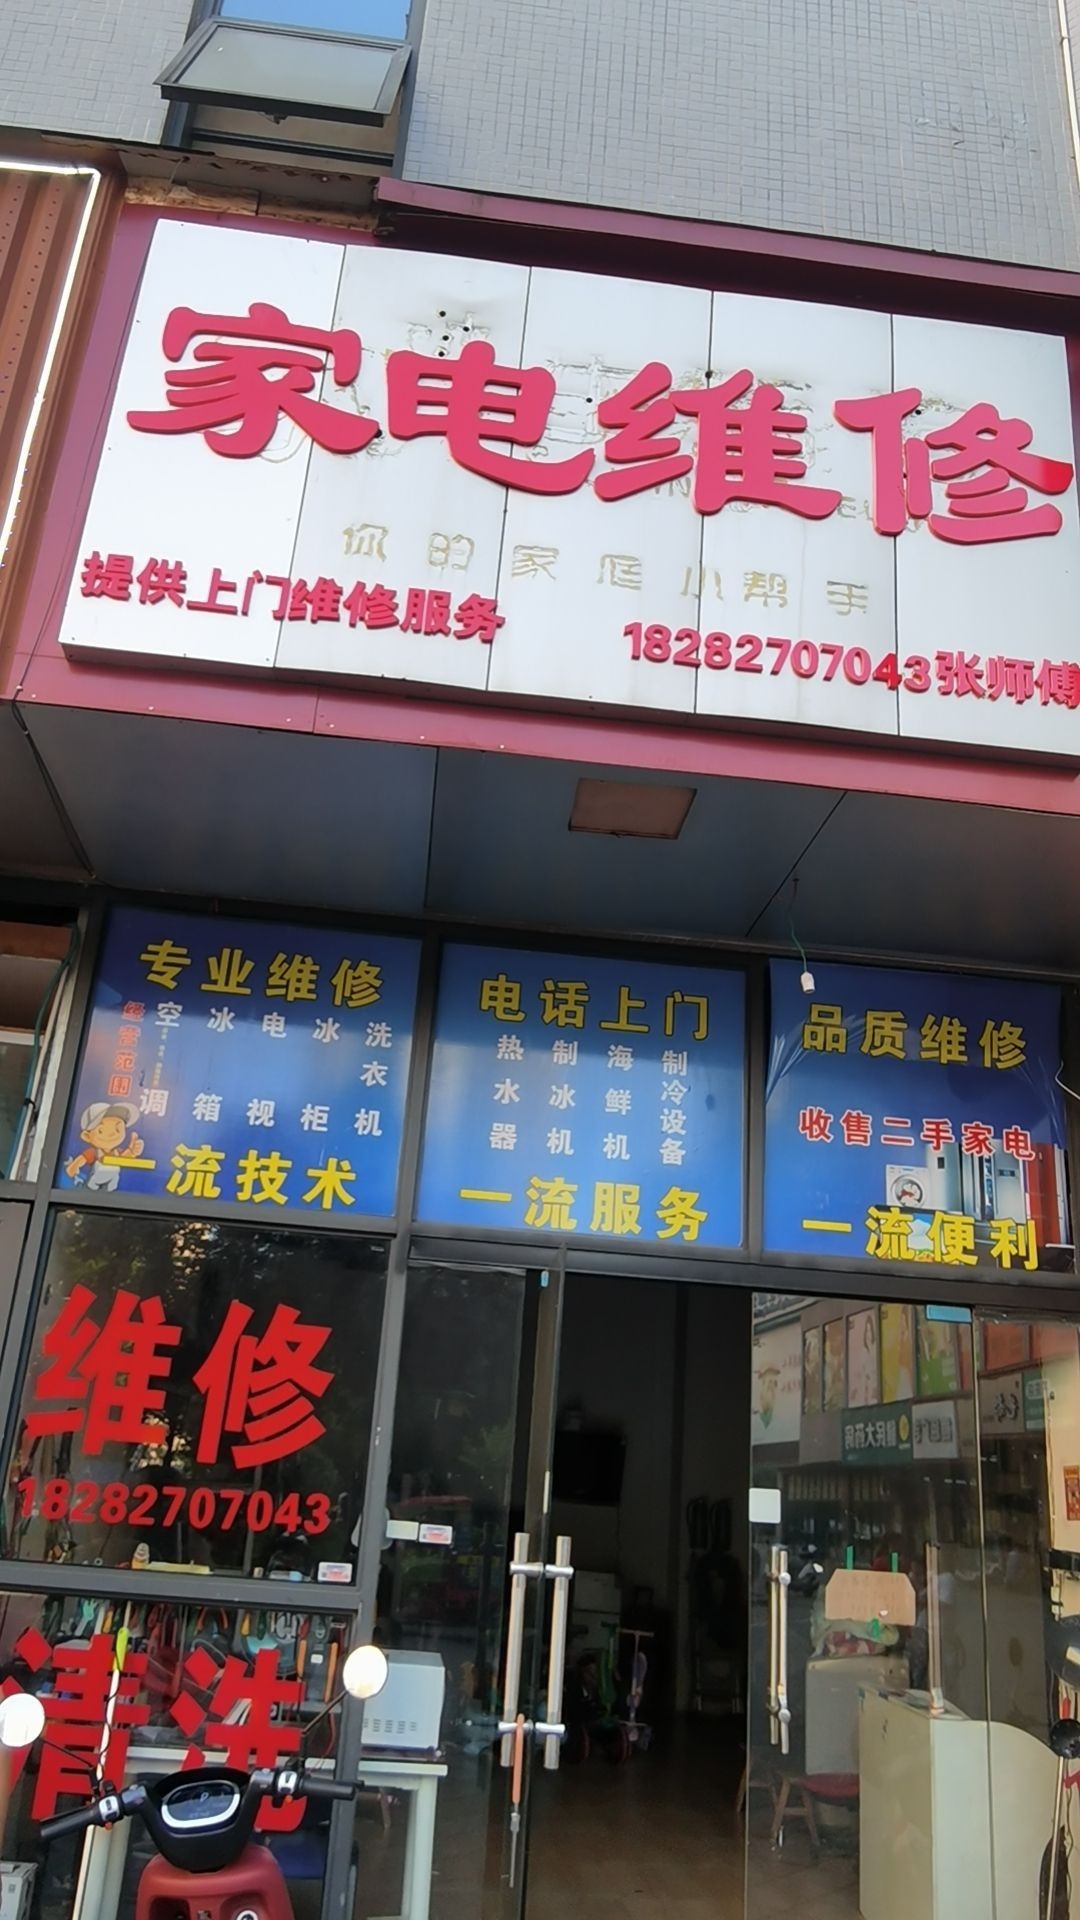 家电维修
你的家庭小帮手
提供上门维修服务
18282707043张师傅
专业维修
经营范围
空调
冰箱
电视
冰柜
洗衣机
一流技术
电话上门
热水器
制冰机
海鲜机
制冷设备
一流服务
品质维修
收售二手家电
一流便利
维修
18282707043
清洗